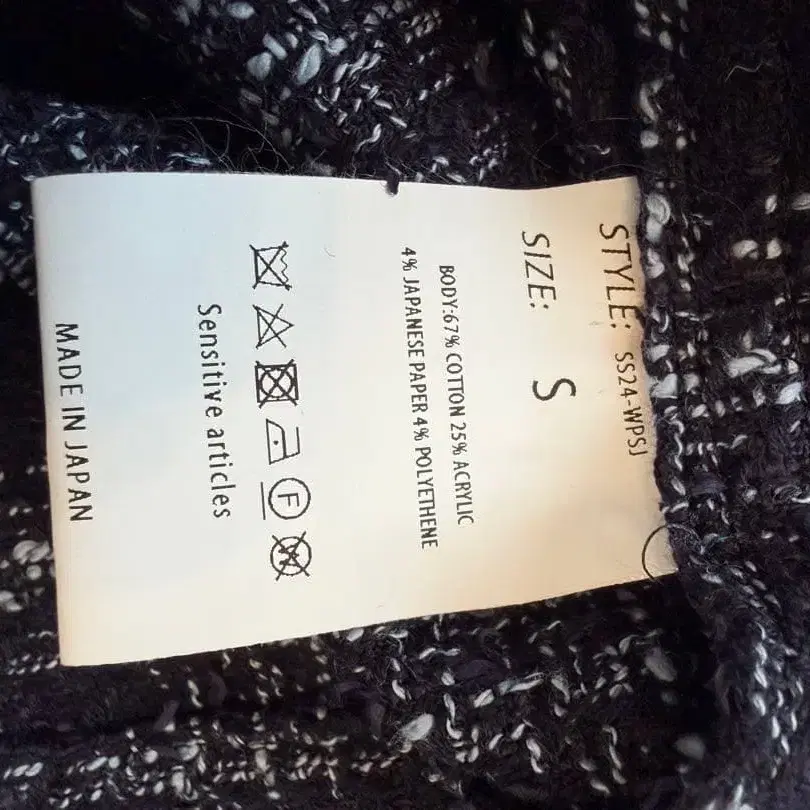 STYLE: SS24-WPSJ
SIZE: S
BODY:67% COTTON 25% ACRYLIC
4% JAPANESE PAPER 4% POLYETHENE
F W
Sensitive articles
MADE IN JAPAN